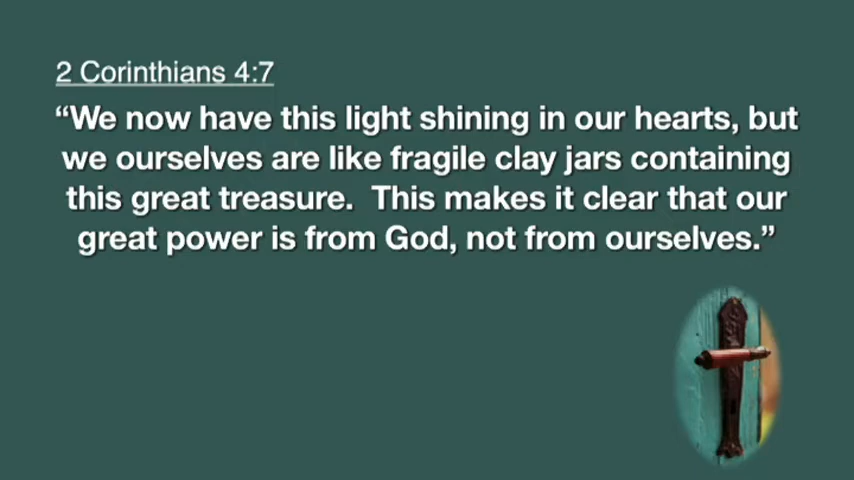 2 Corinthians 4:7
“We now have this light shining in our hearts, but
we ourselves are like fragile clay jars containing
this great treasure.  This makes it clear that our
great power is from God, not from ourselves.”